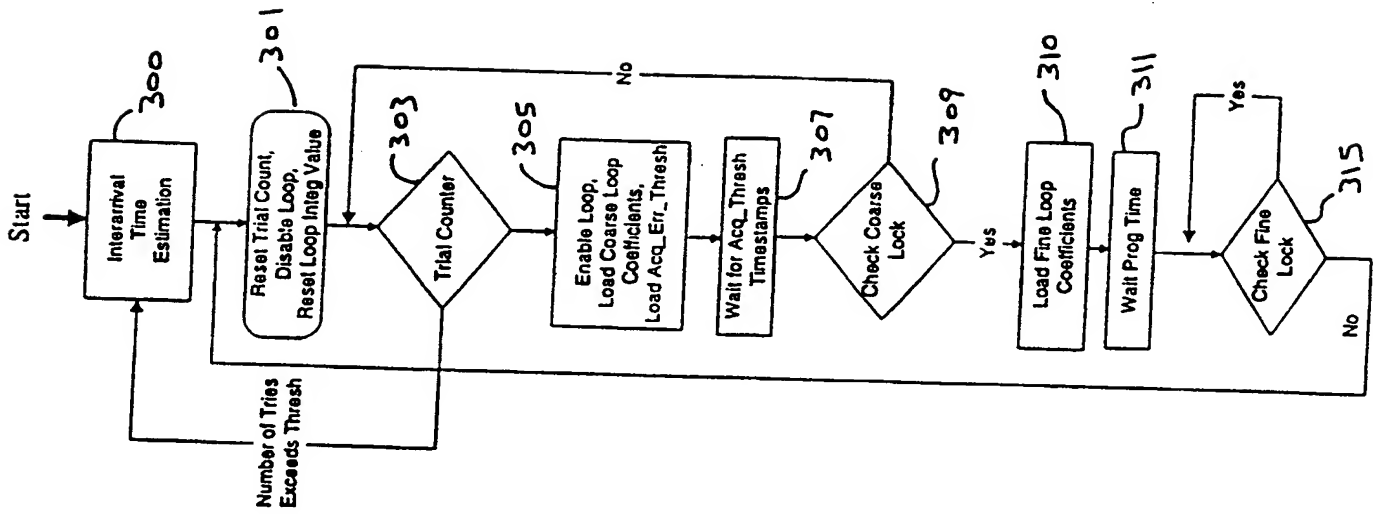 Start
Interarrival
Time
Estimation
300
Reset Trial Count,
Disable Loop,
Reset Loop Integ Value
301
Number of Tries
Exceeds Thresh
Trial Counter
303
No
Enable Loop,
Load Coarse Loop
Coefficients,
Load Acq_Err_Thresh
305
Wait for Acq_Thresh
Timestamps
307
Check Coarse
Lock
309
Yes
Load Fine Loop
Coefficients
310
Wait Prog Time
311
Yes
Check Fine
Lock
315
No